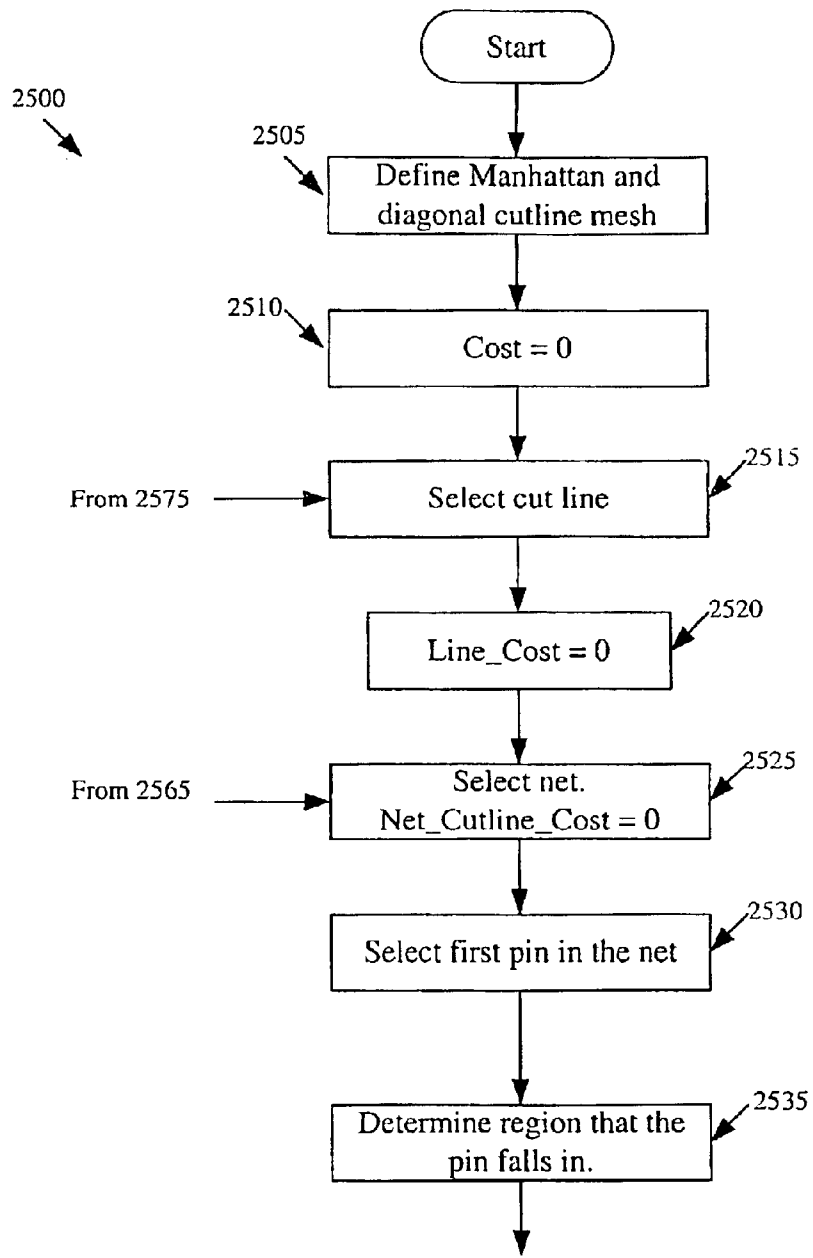 Start
2500
2505
Define Manhattan and
diagonal cutline mesh
2510
Cost = 0
2515
From 2575
Select cut line
2520
Line_Cost = 0
2525
From 2565
Select net.
Net_Cutline_Cost = 0
2530
Select first pin in the net
2535
Determine region that the
pin falls in.